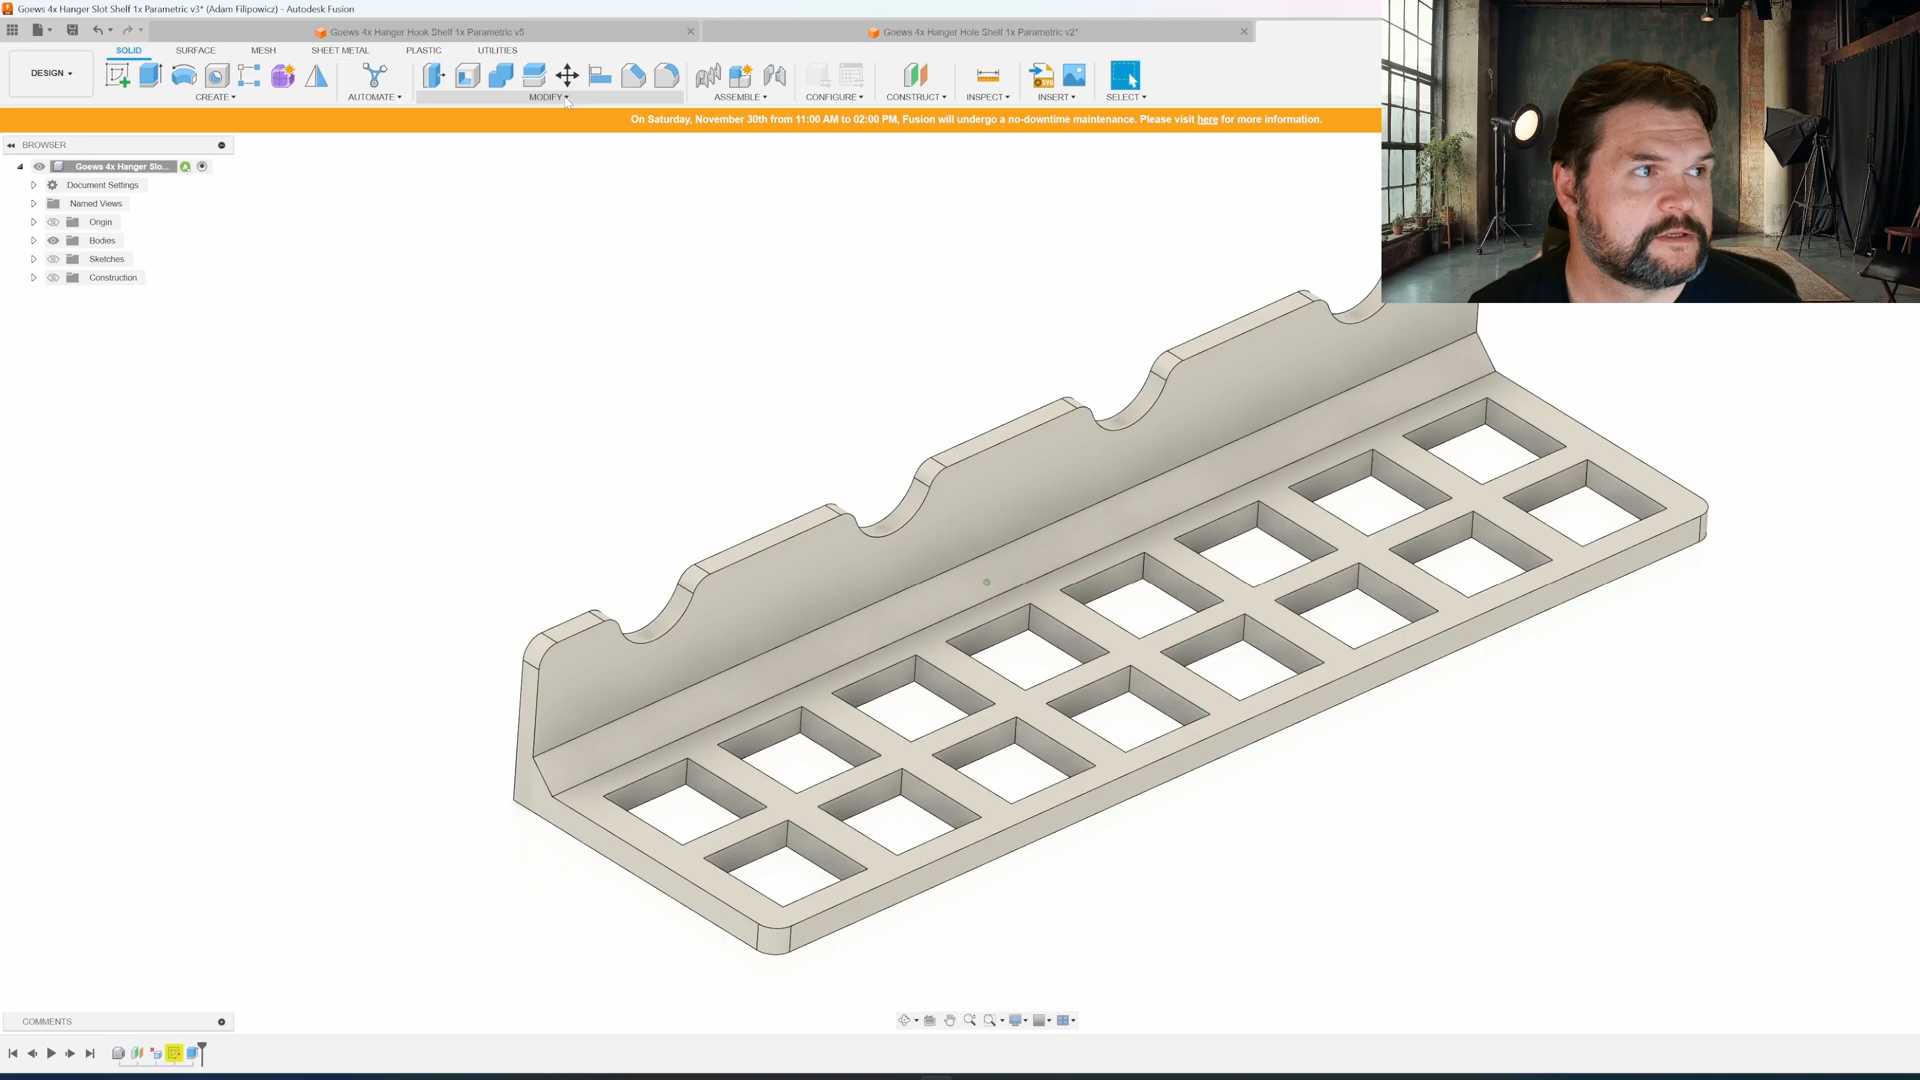 Goews 4x Hanger Slot Shelf 1x Parametric v3* (Adam Filipowicz) - Autodesk Fusion
Goews 4x Hanger Hook Shelf 1x Parametric v5
Goews 4x Hanger Hole Shelf 1x Parametric v2*
SOLID SURFACE MESH SHEET METAL PLASTIC UTILITIES
DESIGN
CREATE AUTOMATE MODIFY ASSEMBLE CONFIGURE CONSTRUCT INSPECT INSERT SELECT
On Saturday, November 30th from 11:00 AM to 02:00 PM, Fusion will undergo a no-downtime maintenance. Please visit here for more information.
BROWSER
Goews 4x Hanger Slo...
Document Settings
Named Views
Origin
Bodies
Sketches
Construction
COMMENTS